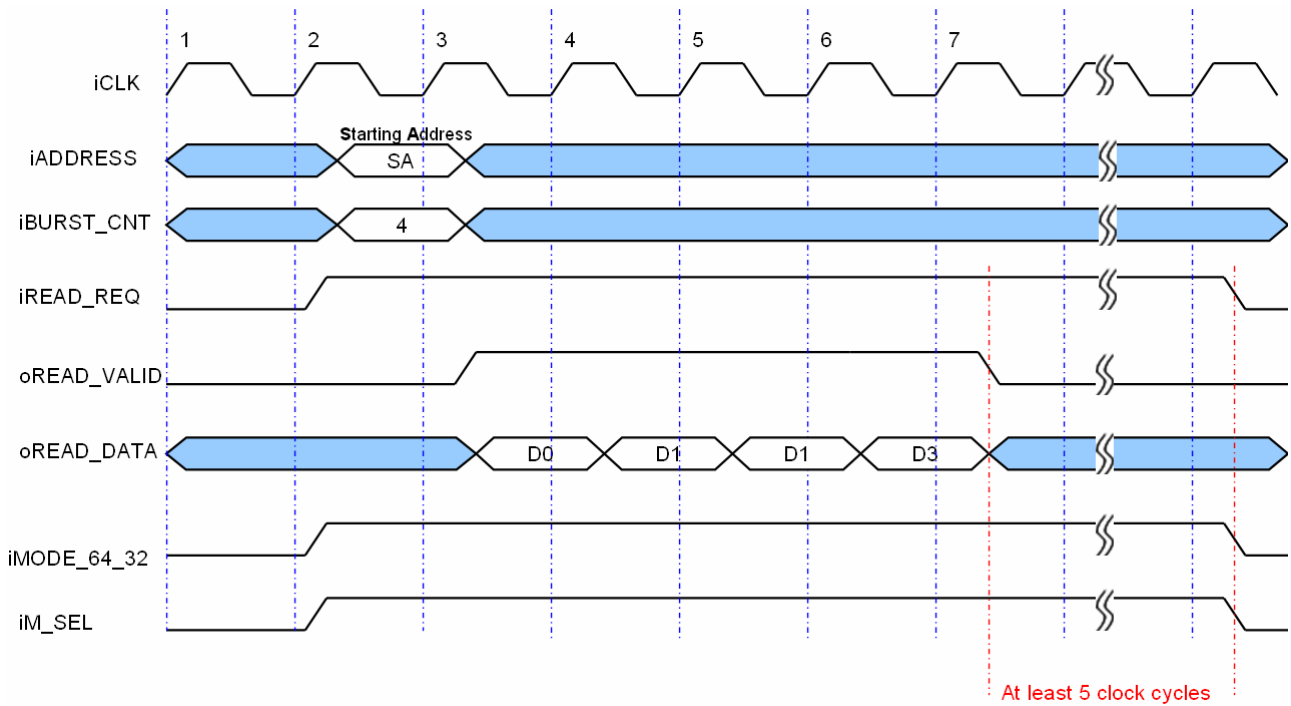 1 2 3 4 5 6 7
iCLK
Starting Address
iADDRESS SA
iBURST_CNT 4
iREAD_REQ
oREAD_VALID
oREAD_DATA D0 D1 D1 D3
iMODE_64_32
iM_SEL
At least 5 clock cycles